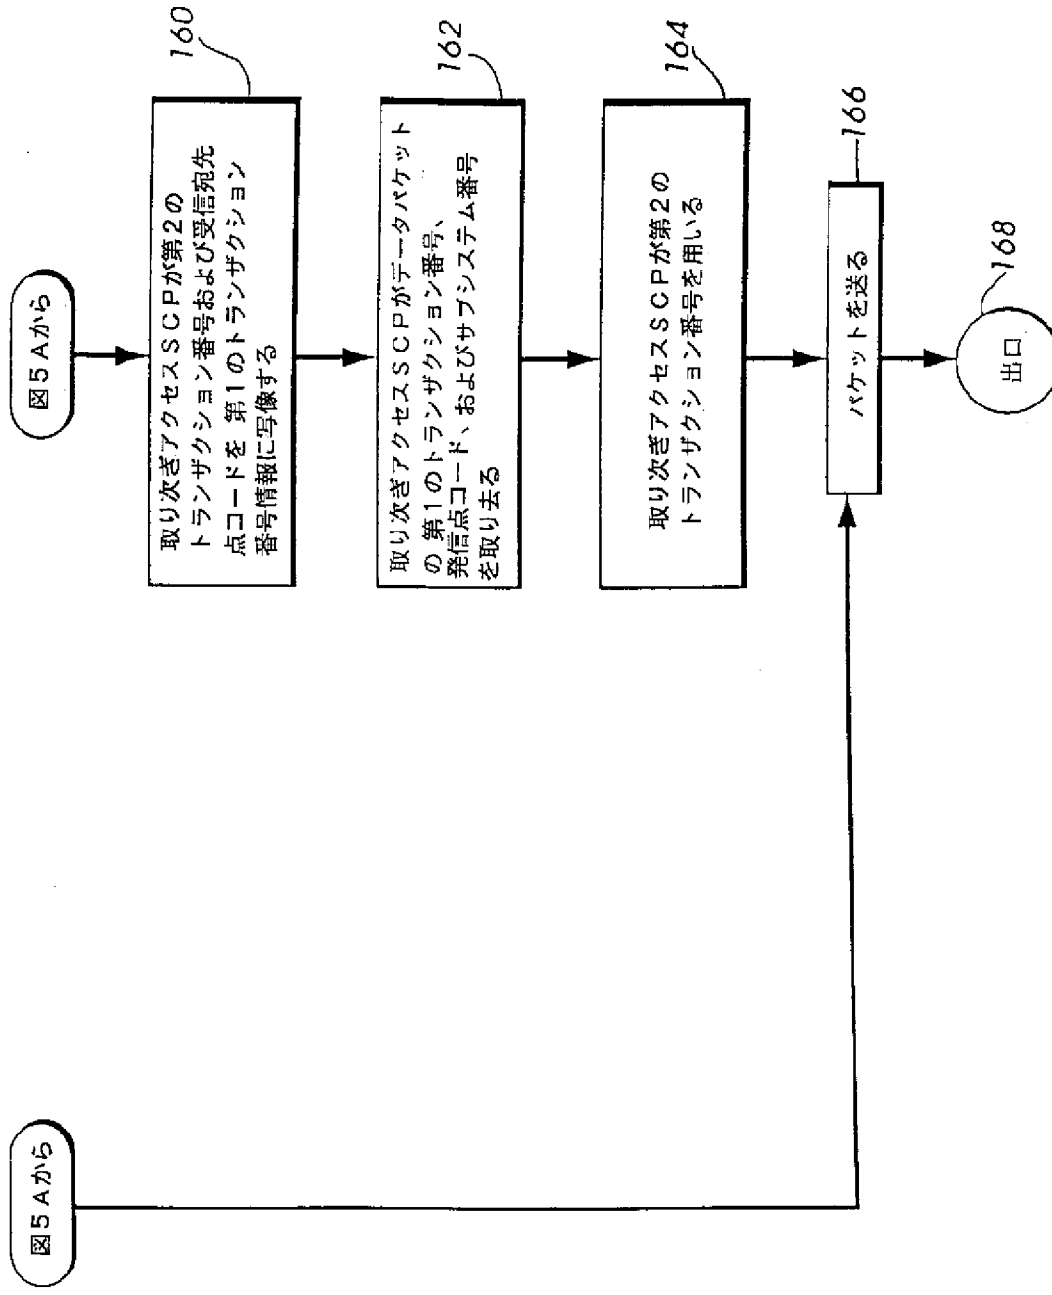 図5Aから
図5Aから
取り次ぎアクセスSCPが第2の
トランザクション番号および受信宛先
点コードを 第1のトランザクション
番号情報に写像する
160
取り次ぎアクセスSCPがデータパケット
の 第1のトランザクション番号、
発信点コード、およびサブシステム番号
を取り去る
162
取り次ぎアクセスSCPが第2の
トランザクション番号を用いる
164
パケットを送る
166
出口
168